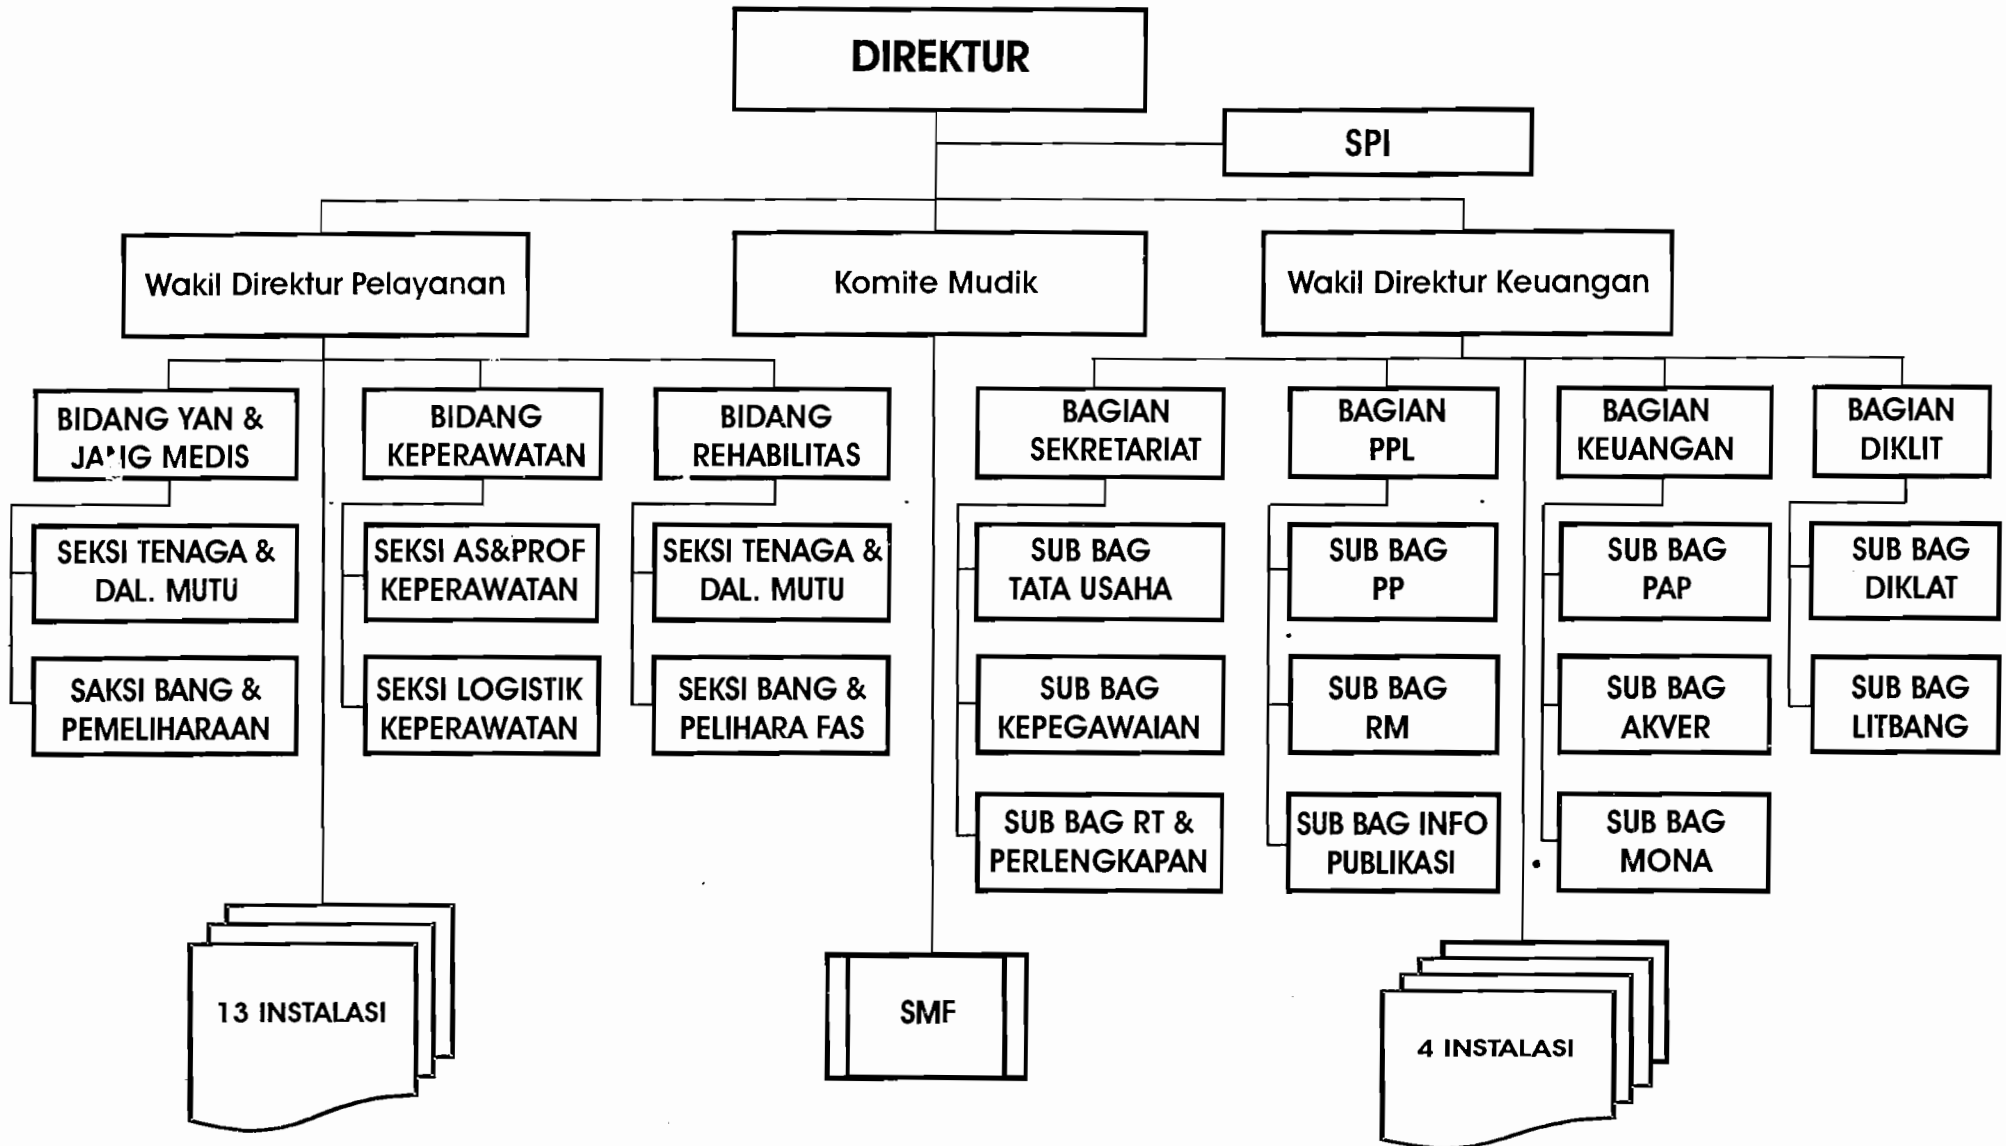 DIREKTUR
SPI
Wakil Direktur Pelayanan
Komite Mudik
Wakil Direktur Keuangan
BIDANG YAN &
JANG MEDIS
BIDANG
KEPERAWATAN
BIDANG
REHABILITAS
BAGIAN
SEKRETARIAT
BAGIAN
PPL
BAGIAN
KEUANGAN
BAGIAN
DIKLIT
SEKSI TENAGA &
DAL. MUTU
SEKSI AS&PROF
KEPERAWATAN
SEKSI TENAGA &
DAL. MUTU
SUB BAG
TATA USAHA
SUB BAG
PP
SUB BAG
PAP
SUB BAG
DIKLAT
SAKSI BANG &
PEMELIHARAAN
SEKSI LOGISTIK
KEPERAWATAN
SEKSI BANG &
PELIHARA FAS
SUB BAG
KEPEGAWAIAN
SUB BAG
RM
SUB BAG
AKVER
SUB BAG
LITBANG
SUB BAG RT &
PERLENGKAPAN
SUB BAG INFO
PUBLIKASI
SUB BAG
MONA
13 INSTALASI
SMF
4 INSTALASI